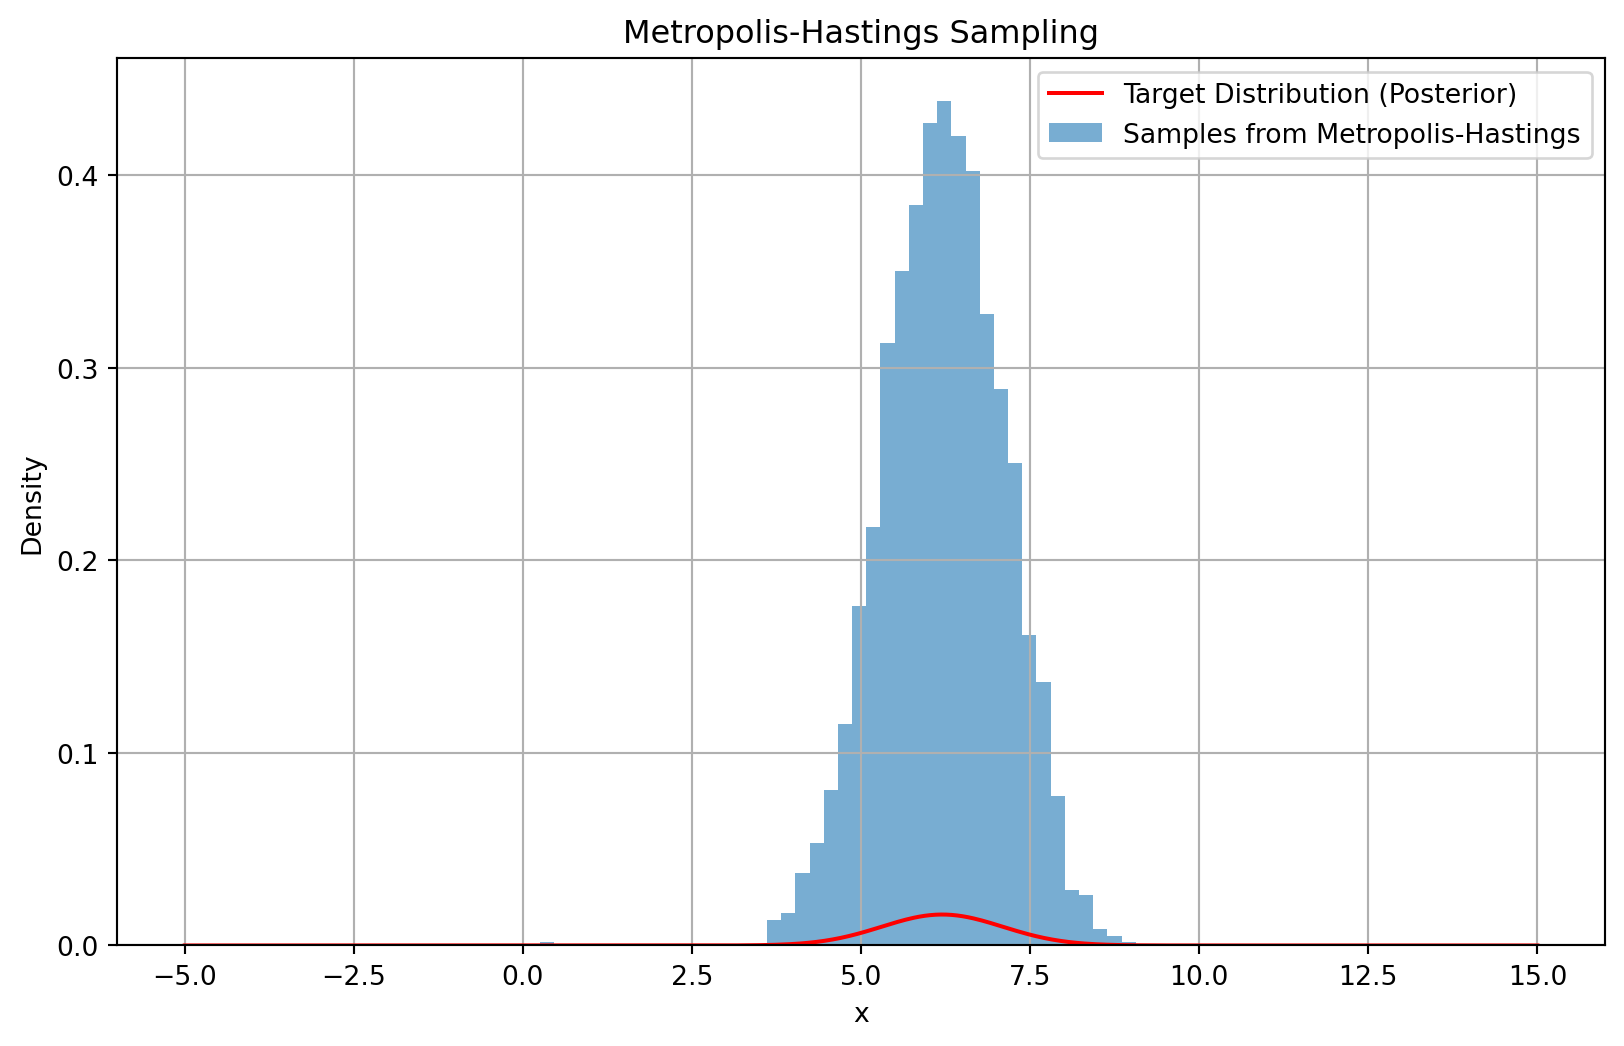 Metropolis-Hastings Sampling
Target Distribution (Posterior)
Samples from Metropolis-Hastings
Density
0.4
0.3
0.2
0.1
0.0
−5.0 −2.5 0.0 2.5 5.0 7.5 10.0 12.5 15.0
x